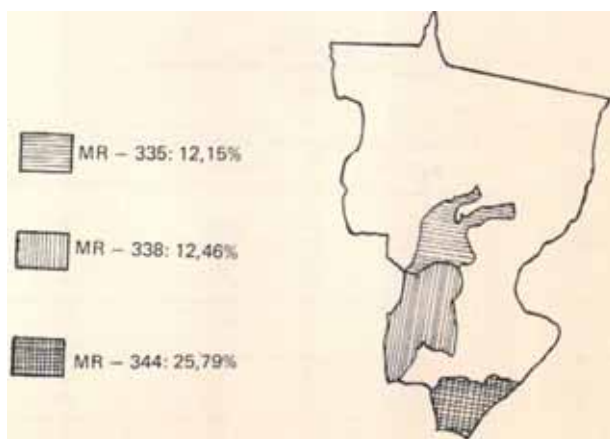 MR – 335: 12,15%
MR – 338: 12,46%
MR – 344: 25,79%